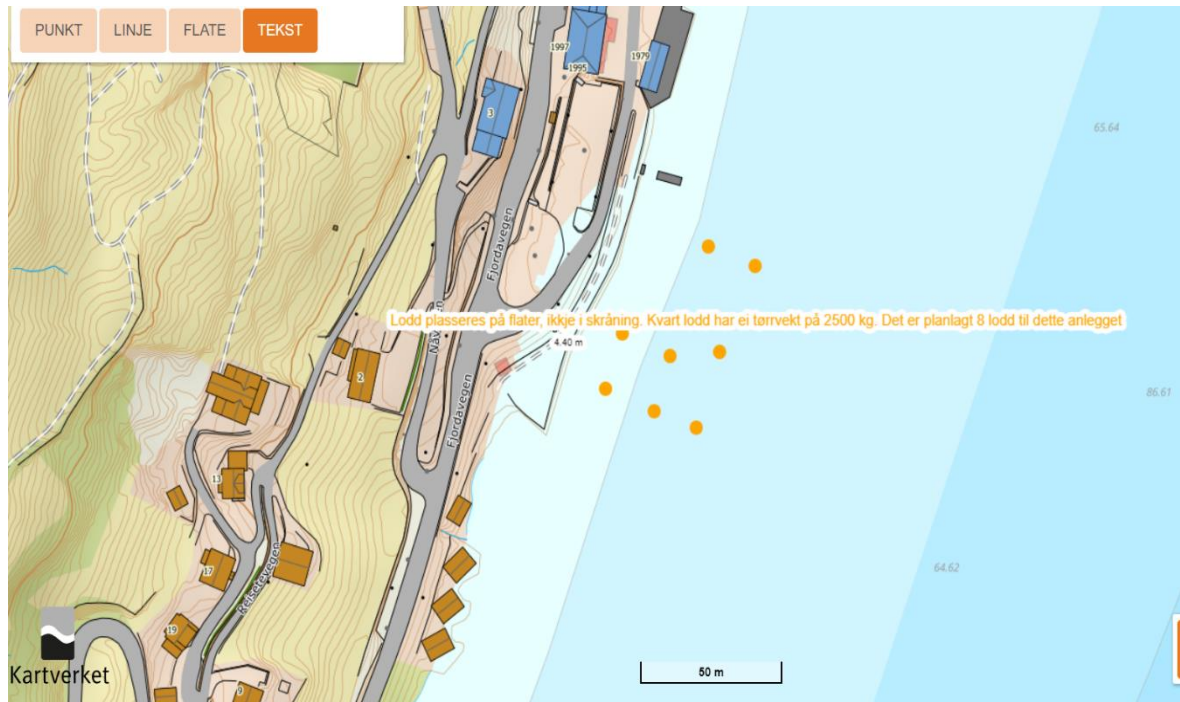 PUNKT
LINJE
FLATE
TEKST
1997
1995
1979
3
65.64
Fjordavegen
Nåvegen
Lodd plasseres på flater, ikkje i skråning. Kvart lodd har ei tørrvekt på 2500 kg. Det er planlagt 8 lodd til dette anlegget
4.40 m
2
86.61
Fjordavegen
13
17
64.62
Reisetevegen
19
Kartverket
50 m
9